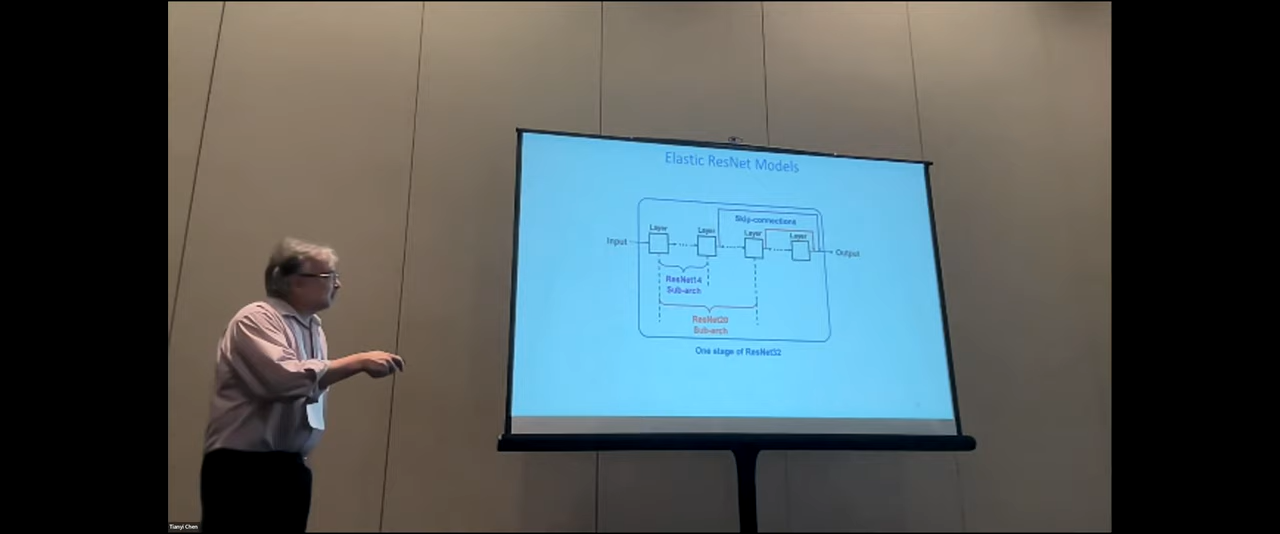 Elastic ResNet Models
Skip-connections
Layer
Layer
Layer
Layer
Input
Output
ResNet14
Sub-arch
ResNet20
Sub-arch
One stage of ResNet32
Tianyi Chen